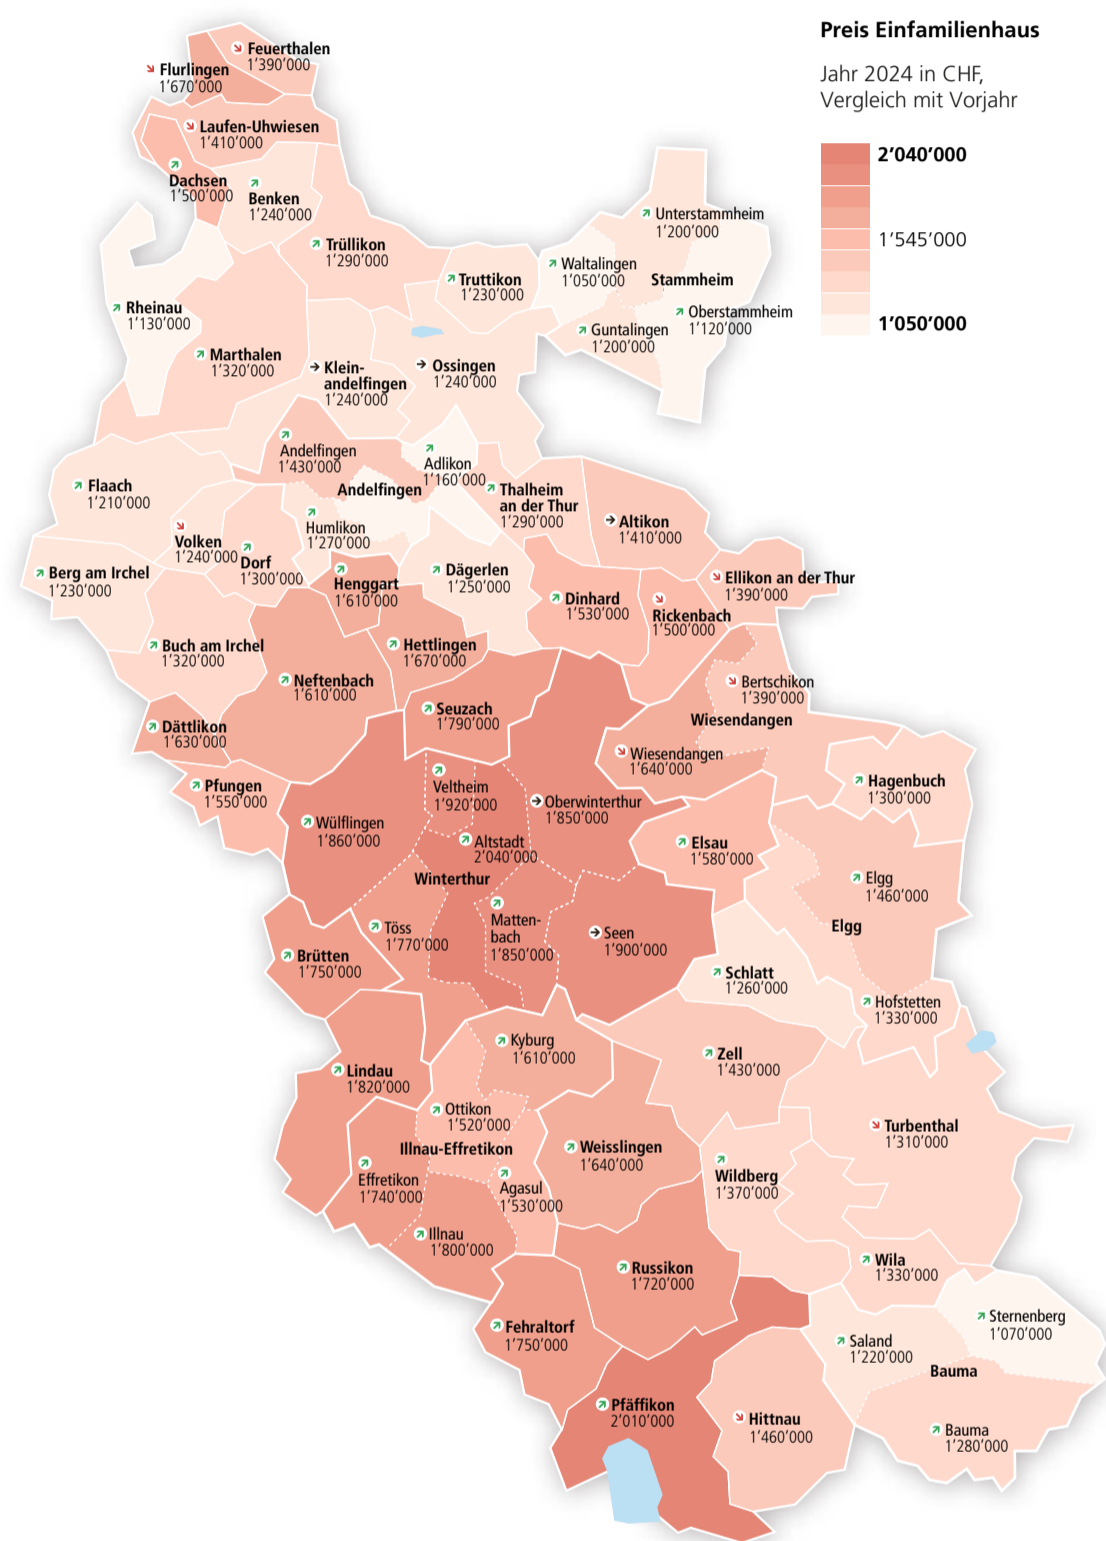 Preis Einfamilienhaus
Jahr 2024 in CHF,
Vergleich mit Vorjahr
2’040’000
1’545’000
1’050’000
Feuerthalen
1’390’000
Flurlingen
1’670’000
Laufen-Uhwiesen
1’410’000
Dachsen
1’500’000
Benken
1’240’000
Unterstammheim
1’200’000
Trüllikon
1’290’000
Waltalingen
1’050’000
Stammheim
Truttikon
1’230’000
Rheinau
1’130’000
Oberstammheim
1’120’000
Guntalingen
1’200’000
Marthalen
1’320’000
Klein-
andelfingen
1’240’000
Ossingen
1’240’000
Andelfingen
1’430’000
Adlikon
1’160’000
Andelfingen
Flaach
1’210’000
Thalheim
an der Thur
1’290’000
Humlikon
1’270’000
Altikon
1’410’000
Volken
1’240’000
Dorf
1’300’000
Berg am Irchel
1’230’000
Henggart
1’610’000
Dägerlen
1’250’000
Ellikon an der Thur
1’390’000
Dinhard
1’530’000
Rickenbach
1’500’000
Buch am Irchel
1’320’000
Hettlingen
1’670’000
Neftenbach
1’610’000
Bertschikon
1’390’000
Seuzach
1’790’000
Wiesendangen
Dättlikon
1’630’000
Wiesendangen
1’640’000
Pfungen
1’550’000
Veltheim
1’920’000
Hagenbuch
1’300’000
Oberwinterthur
1’850’000
Wülflingen
1’860’000
Altstadt
2’040’000
Elsau
1’580’000
Winterthur
Elgg
1’460’000
Elgg
Matten-
bach
1’850’000
Töss
1’770’000
Seen
1’900’000
Brütten
1’750’000
Schlatt
1’260’000
Hofstetten
1’330’000
Kyburg
1’610’000
Zell
1’430’000
Lindau
1’820’000
Ottikon
1’520’000
Turbenthal
1’310’000
Illnau-Effretikon
Weisslingen
1’640’000
Effretikon
1’740’000
Agasul
1’530’000
Wildberg
1’370’000
Illnau
1’800’000
Wila
1’330’000
Russikon
1’720’000
Sternenberg
1’070’000
Fehraltorf
1’750’000
Saland
1’220’000
Bauma
Pfäffikon
2’010’000
Hittnau
1’460’000
Bauma
1’280’000